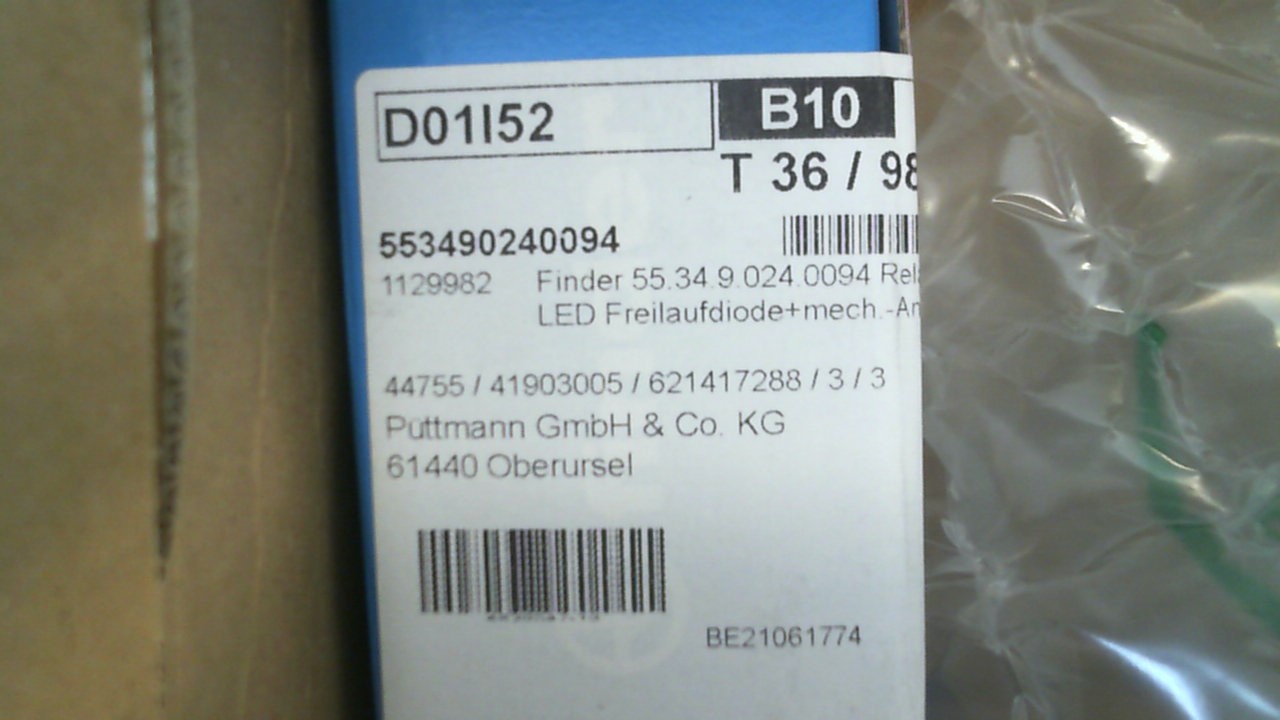 D01I52
B10
T 36 / 98
553490240094
1129982 Finder 55.34.9.024.0094
LED Freilaufdiode+mech.
44755 / 41903005 / 621417288 / 3 / 3
Püttmann GmbH & Co. KG
61440 Oberursel
BE21061774